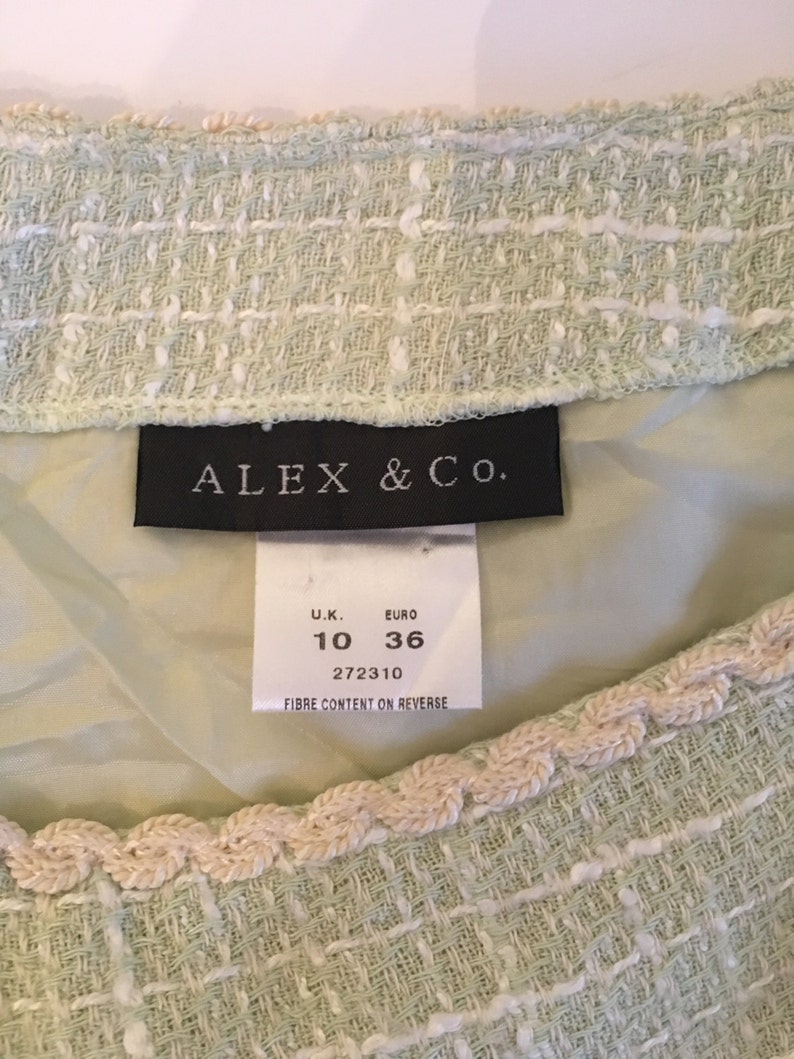 ALEX & Co.
U.K. EURO
10 36
272310
FIBRE CONTENT ON REVERSE